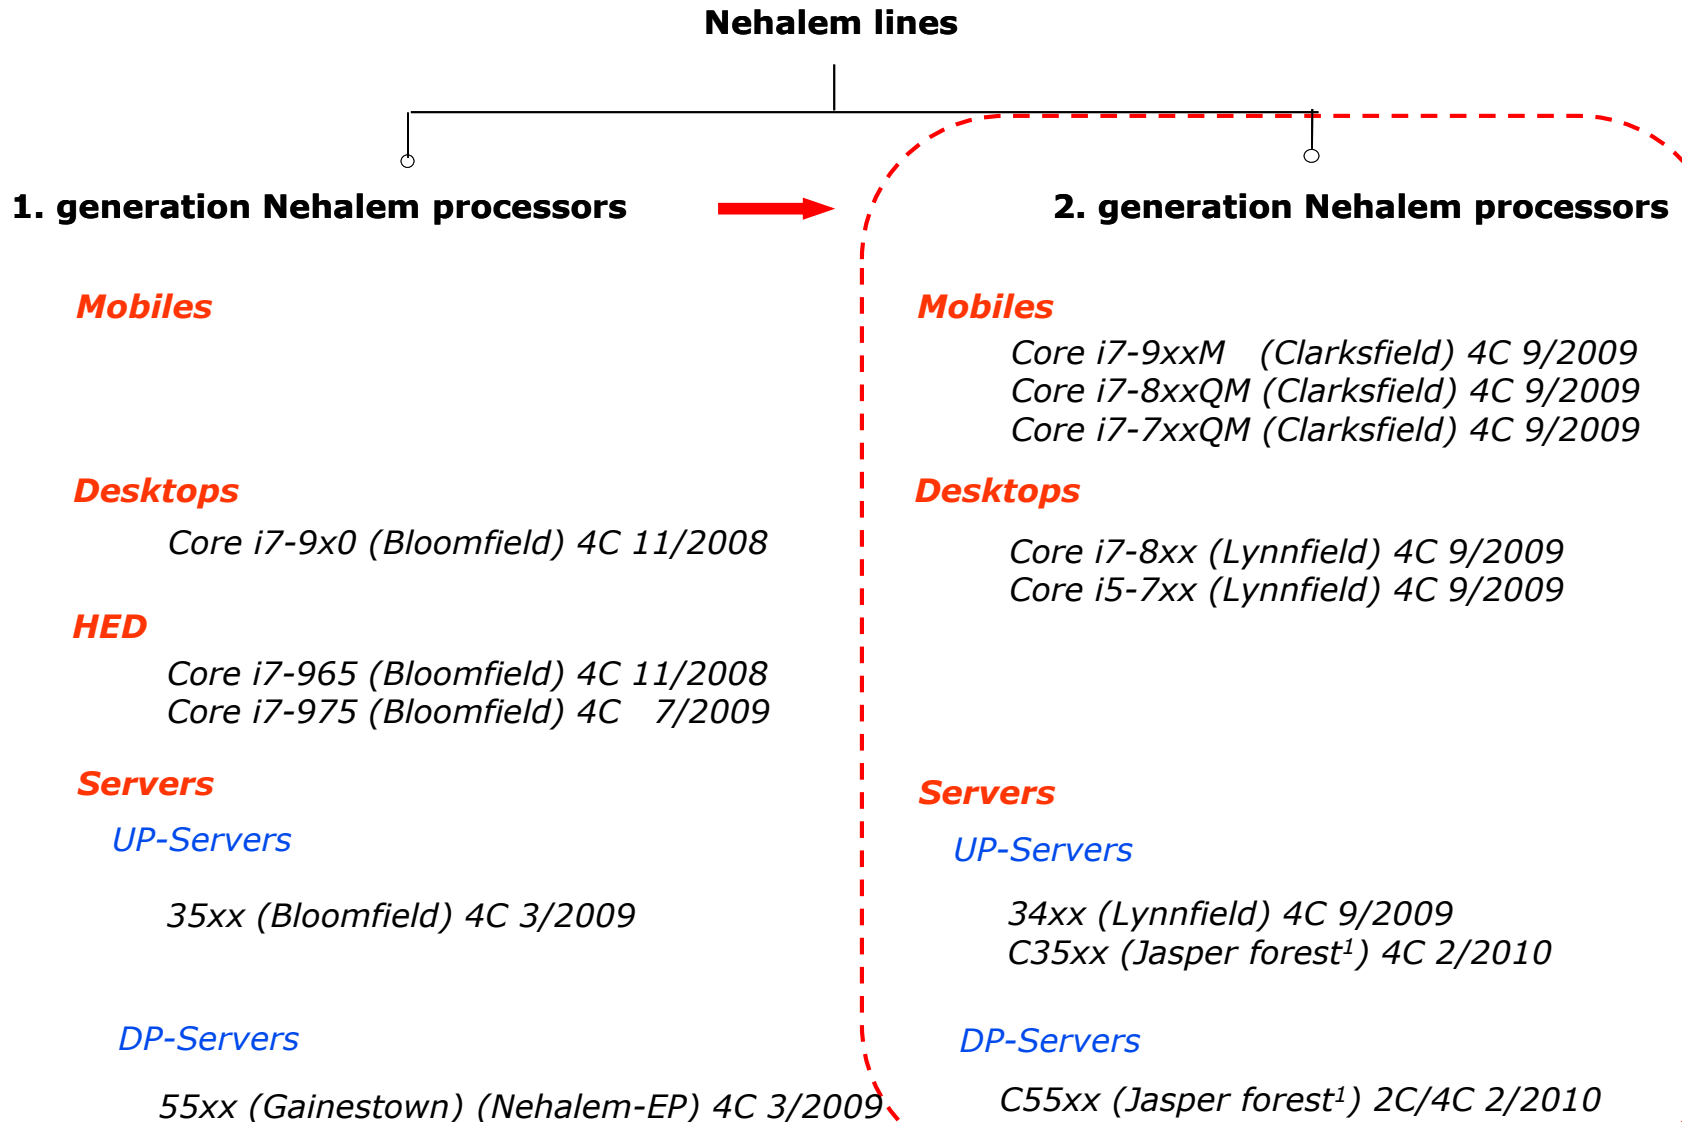 Nehalem lines
1. generation Nehalem processors
Mobiles
Desktops
Core i7-9x0 (Bloomfield) 4C 11/2008
HED
Core i7-965 (Bloomfield) 4C 11/2008
Core i7-975 (Bloomfield) 4C 7/2009
Servers
UP-Servers
35xx (Bloomfield) 4C 3/2009
DP-Servers
55xx (Gainestown) (Nehalem-EP) 4C 3/2009
2. generation Nehalem processors
Mobiles
Core i7-9xxM (Clarksfield) 4C 9/2009
Core i7-8xxQM (Clarksfield) 4C 9/2009
Core i7-7xxQM (Clarksfield) 4C 9/2009
Desktops
Core i7-8xx (Lynnfield) 4C 9/2009
Core i5-7xx (Lynnfield) 4C 9/2009
Servers
UP-Servers
34xx (Lynnfield) 4C 9/2009
C35xx (Jasper forest¹) 4C 2/2010
DP-Servers
C55xx (Jasper forest¹) 2C/4C 2/2010